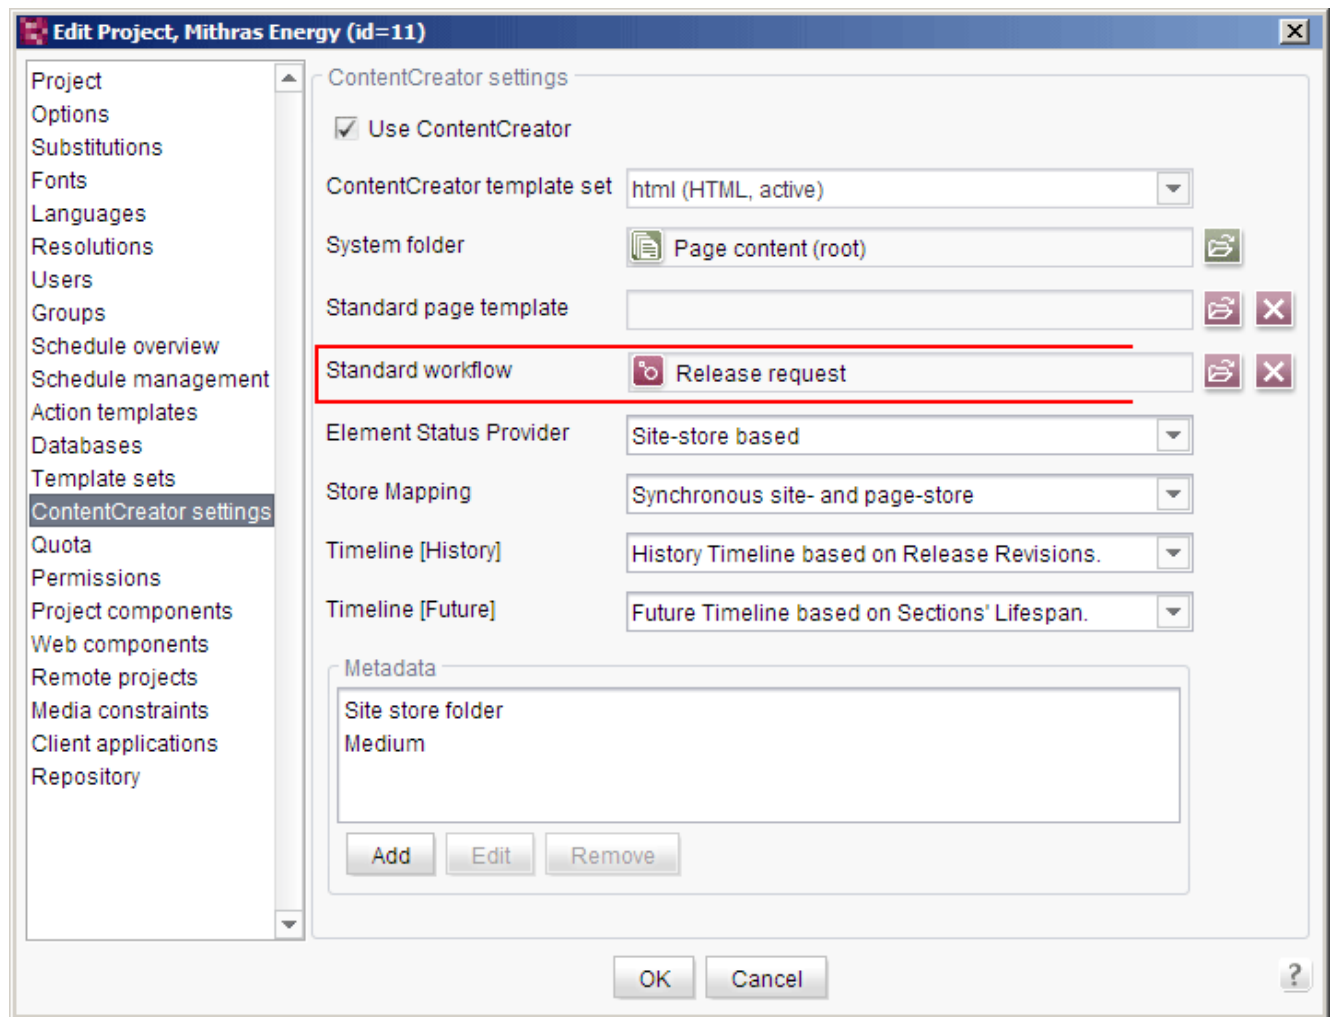 Edit Project, Mithras Energy (id=11)
Project
Options
Substitutions
Fonts
Languages
Resolutions
Users
Groups
Schedule overview
Schedule management
Action templates
Databases
Template sets
ContentCreator settings
Quota
Permissions
Project components
Web components
Remote projects
Media constraints
Client applications
Repository
ContentCreator settings
Use ContentCreator
ContentCreator template set html (HTML, active)
System folder Page content (root)
Standard page template
Standard workflow Release request
Element Status Provider Site-store based
Store Mapping Synchronous site- and page-store
Timeline [History] History Timeline based on Release Revisions.
Timeline [Future] Future Timeline based on Sections' Lifespan.
Metadata
Site store folder
Medium
Add Edit Remove
OK Cancel ?